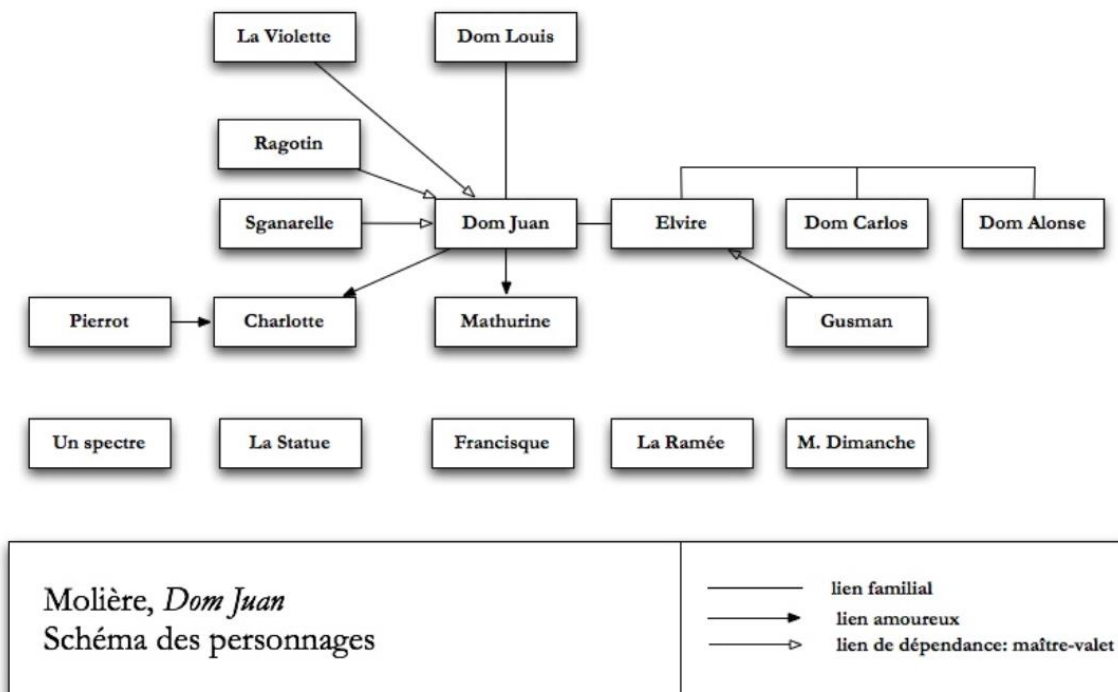 La Violette
Dom Louis
Ragotin
Sganarelle
Dom Juan
Elvire
Dom Carlos
Dom Alonse
Pierrot
Charlotte
Mathurine
Gusman
Un spectre
La Statue
Francisque
La Ramée
M. Dimanche
Molière, Dom Juan
Schéma des personnages
lien familial
lien amoureux
lien de dépendance: maître-valet